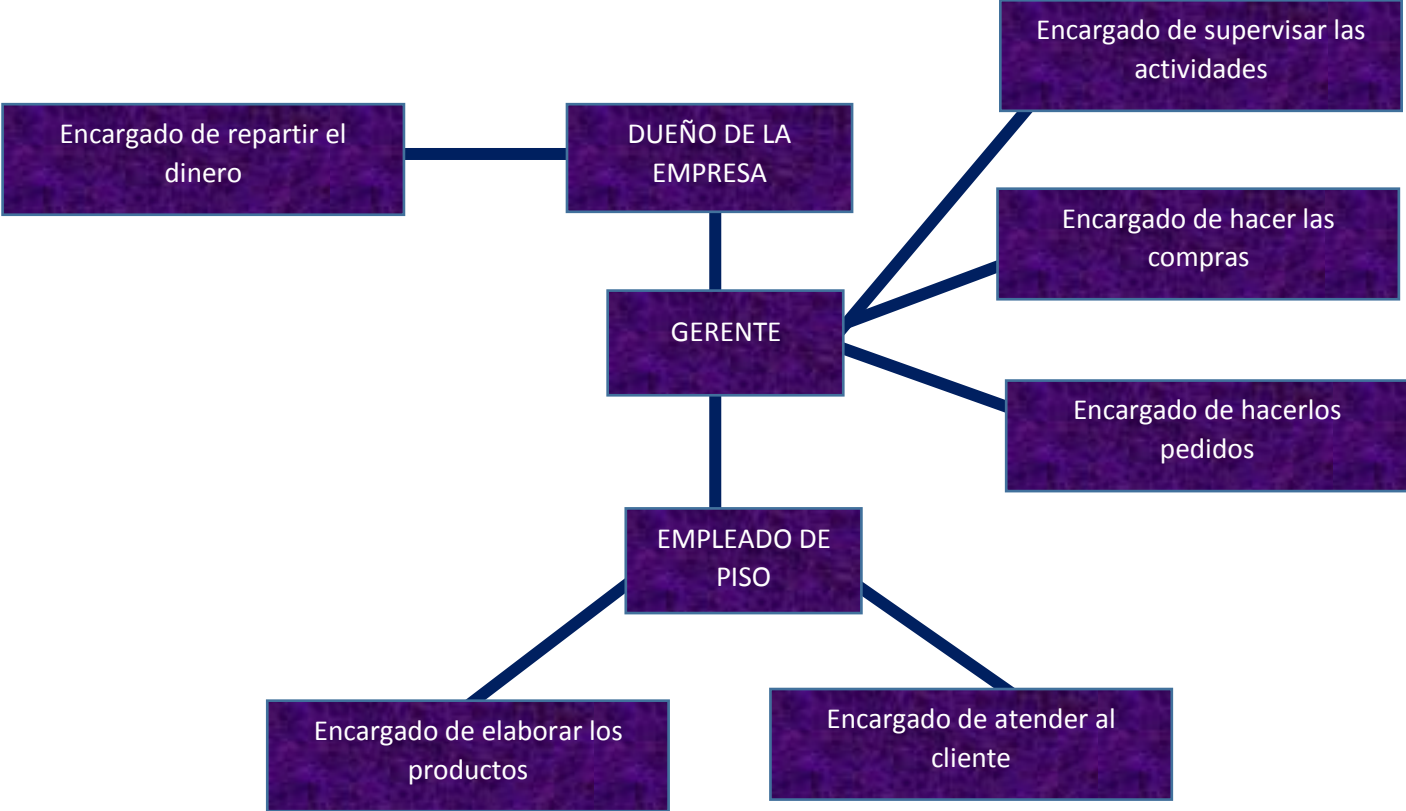 Encargado de supervisar las
actividades
Encargado de repartir el
dinero
DUEÑO DE LA
EMPRESA
Encargado de hacer las
compras
GERENTE
Encargado de hacerlos
pedidos
EMPLEADO DE
PISO
Encargado de elaborar los
productos
Encargado de atender al
cliente